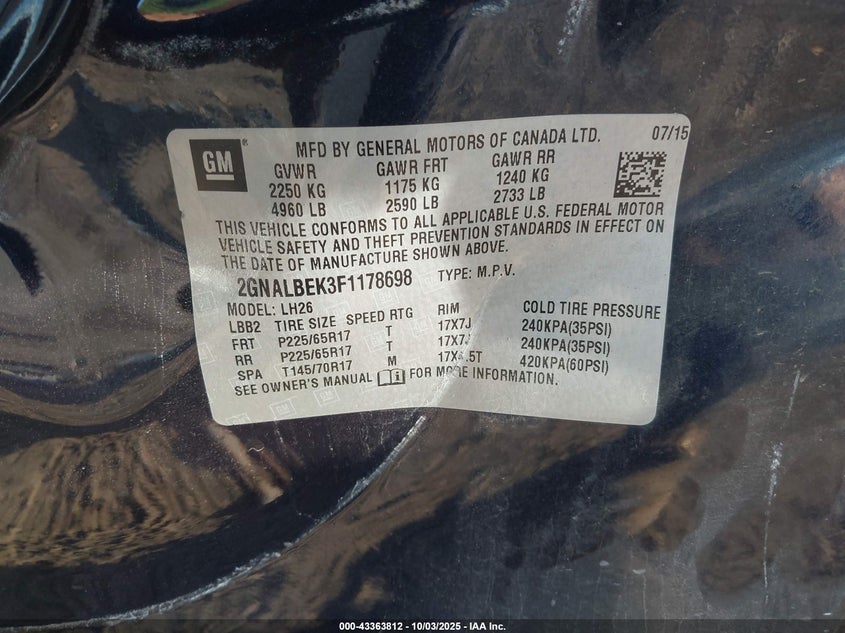 GM
MFD BY GENERAL MOTORS OF CANADA LTD. 07/15
GVWR GAWR FRT GAWR RR
2250 KG 1175 KG 1240 KG
4960 LB 2590 LB 2733 LB
THIS VEHICLE CONFORMS TO ALL APPLICABLE U.S. FEDERAL MOTOR
VEHICLE SAFETY AND THEFT PREVENTION STANDARDS IN EFFECT ON
THE DATE OF MANUFACTURE SHOWN ABOVE.
2GNALBEK3F1178698 TYPE: M.P.V.
MODEL: LH26
LBB2 TIRE SIZE SPEED RTG RIM COLD TIRE PRESSURE
FRT P225/65R17 T 17X7J 240KPA(35PSI)
RR P225/65R17 T 17X7J 240KPA(35PSI)
SPA T145/70R17 M 420KPA(60PSI)
SEE OWNER'S MANUAL FOR MORE INFORMATION.
000-43363812 - 10/03/2025 - IAA Inc.